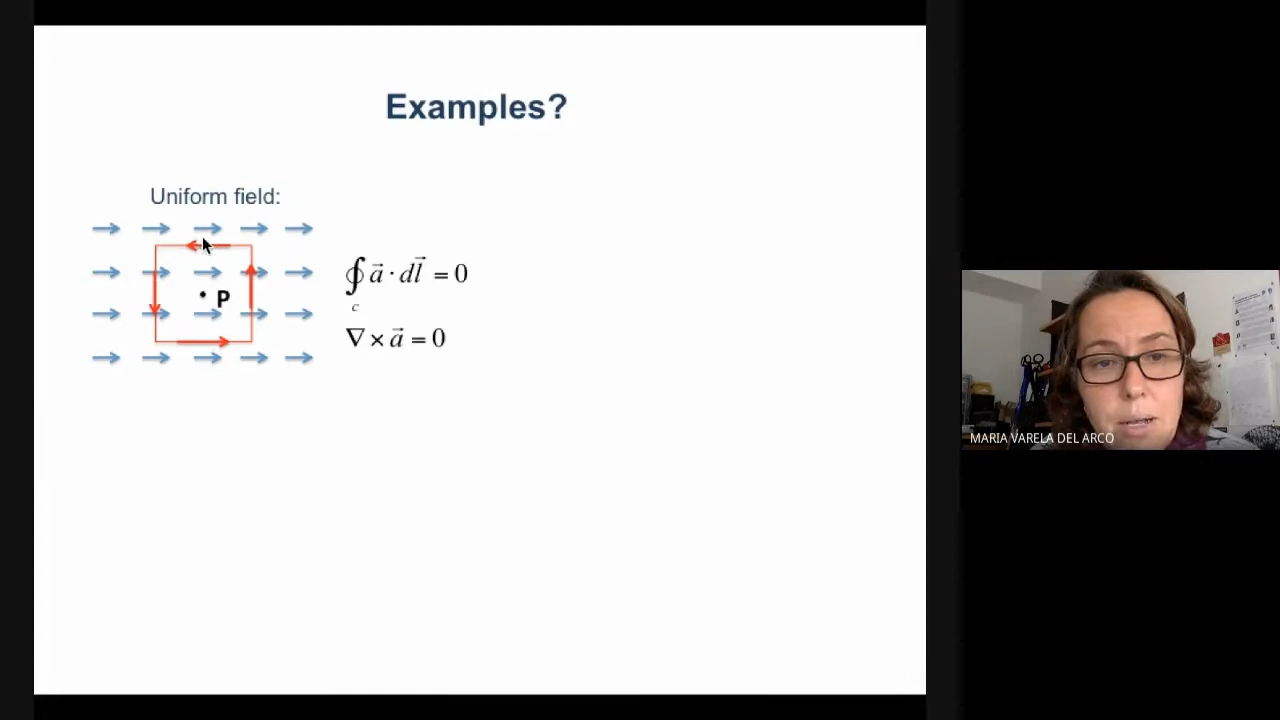 Examples?
Uniform field:
∮ a⃗ · dl⃗ = 0
c
P
∇ × a⃗ = 0
MARIA VARELA DEL ARCO